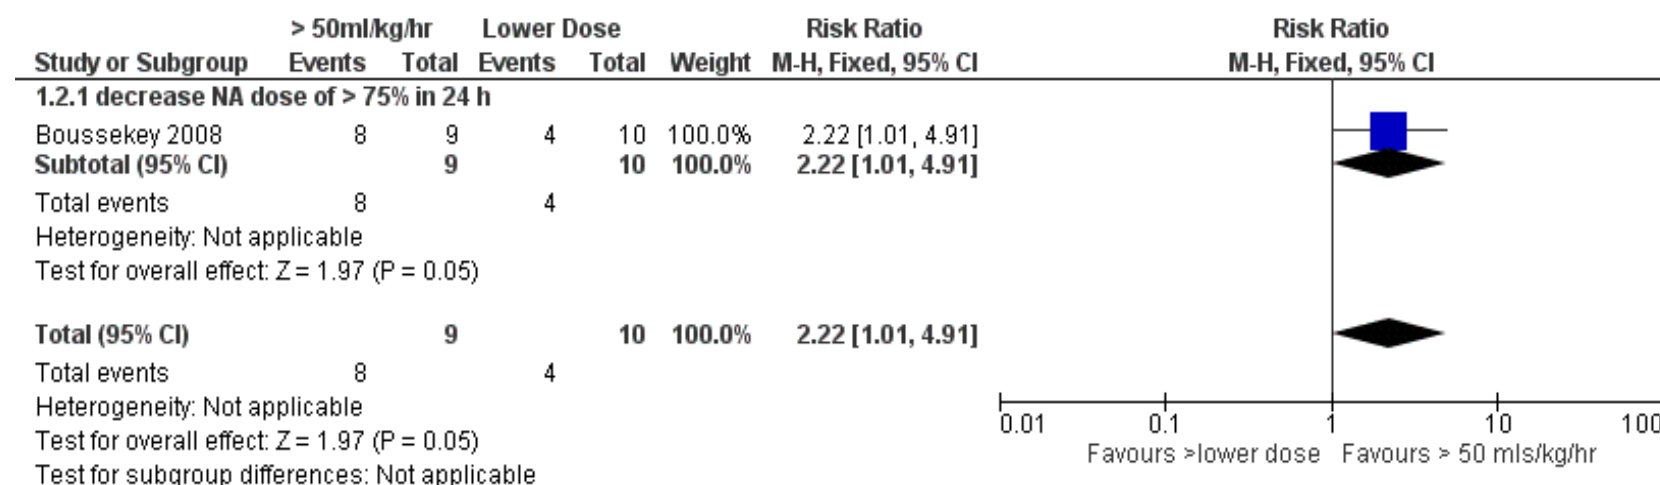 > 50ml/kg/hr Lower Dose Risk Ratio Risk Ratio
Study or Subgroup Events Total Events Total Weight M-H, Fixed, 95% CI M-H, Fixed, 95% CI
1.2.1 decrease NA dose of > 75% in 24 h
Boussekey 2008 8 9 4 10 100.0% 2.22 [1.01, 4.91]
Subtotal (95% CI) 9 10 100.0% 2.22 [1.01, 4.91]
Total events 8 4
Heterogeneity: Not applicable
Test for overall effect: Z = 1.97 (P = 0.05)
Total (95% CI) 9 10 100.0% 2.22 [1.01, 4.91]
Total events 8 4
Heterogeneity: Not applicable
Test for overall effect: Z = 1.97 (P = 0.05)
Test for subgroup differences: Not applicable
0.01 0.1 1 10 100
Favours >lower dose Favours > 50 mls/kg/hr